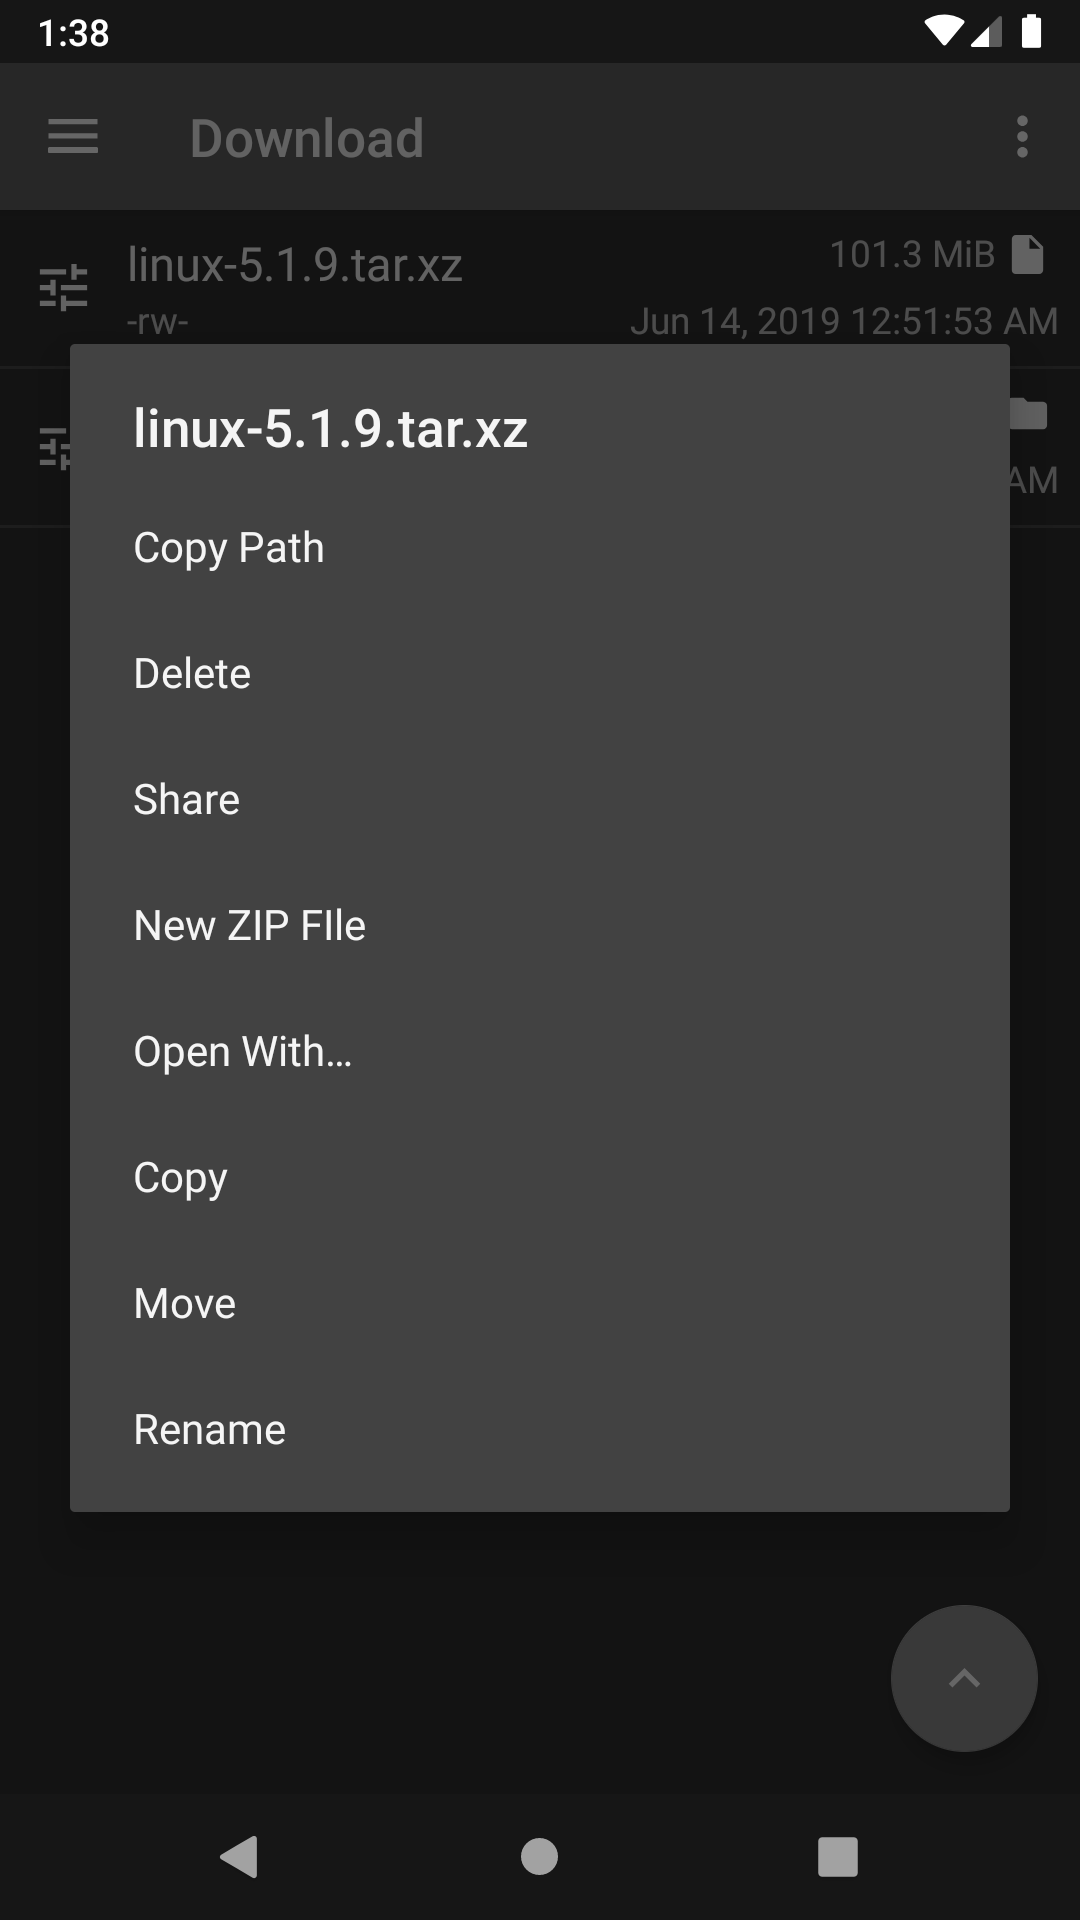 1:38
Download
linux-5.1.9.tar.xz
101.3 MiB
-rw-
Jun 14, 2019 12:51:53 AM
linux-5.1.9.tar.xz
AM
Copy Path
Delete
Share
New ZIP FIle
Open With...
Copy
Move
Rename